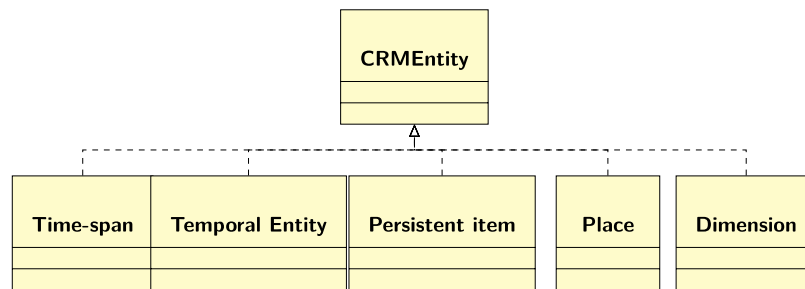 CRMEntity
Time-span
Temporal Entity
Persistent item
Place
Dimension